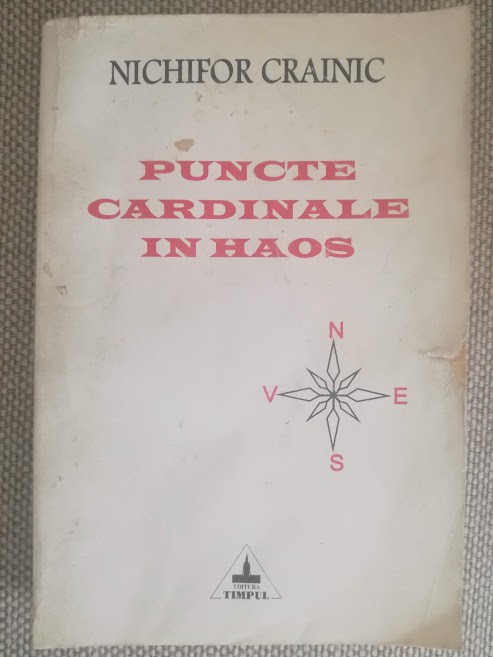 NICHIFOR CRAINIC
PUNCTE
CARDINALE
IN HAOS
N
V E
S
EDITURA
TIMPUL